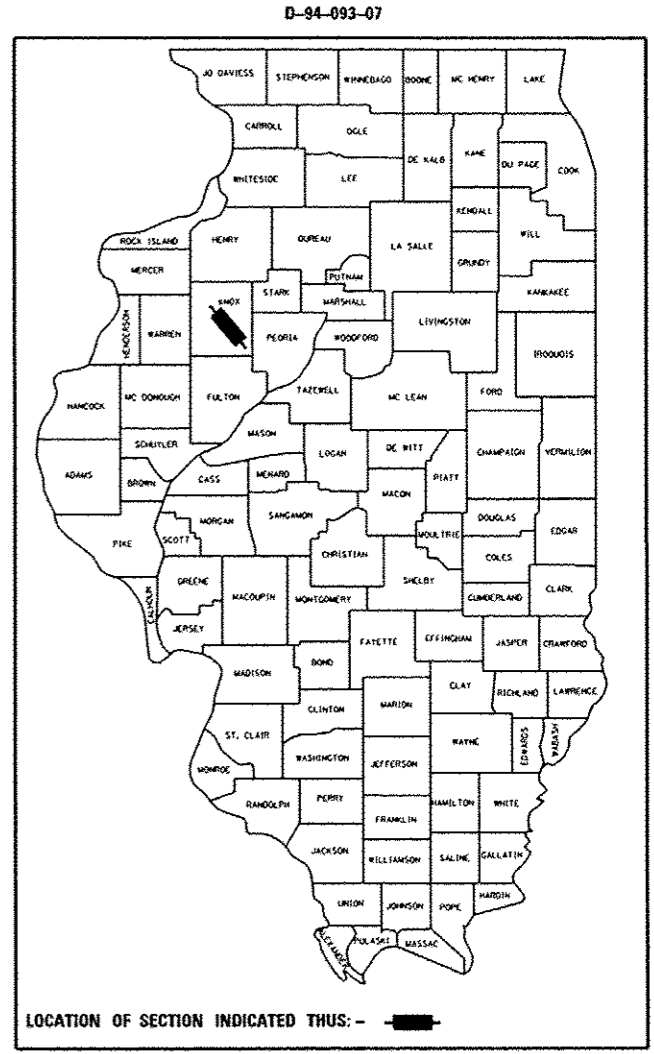 D-94-093-07
JO DAVIESS STEPHENSON WINNEBAGO BOONE MC HENRY LAKE
CARROLL OGLE DE KALB KANE DU PAGE COOK
WHITESIDE LEE KENDALL WILL
ROCK ISLAND HENRY BUREAU LA SALLE GRUNDY
MERCER PUTNAM KANKAKEE
HENDERSON WARREN KNOX STARK MARSHALL LIVINGSTON IROQUOIS
PEORIA WOODFORD
HANCOCK MC DONOUGH FULTON TAZEWELL MC LEAN FORD
SCHUYLER MASON LOGAN DE WITT CHAMPAIGN VERMILION
ADAMS BROWN CASS MENARD MACON PIATT
PIKE SCOTT MORGAN SANGAMON CHRISTIAN MOULTRIE DOUGLAS EDGAR
COLES
CALHOUN GREENE MACOUPIN MONTGOMERY SHELBY CUMBERLAND CLARK
JERSEY FAYETTE EFFINGHAM JASPER CRAWFORD
MADISON BOND CLAY RICHLAND LAWRENCE
CLINTON MARION
ST. CLAIR WASHINGTON WAYNE EDWARDS WABASH
MONROE JEFFERSON
RANDOLPH PERRY HAMILTON WHITE
FRANKLIN
JACKSON WILLIAMSON SALINE GALLATIN
UNION JOHNSON POPE HARDIN
ALEXANDER PULASKI MASSAC
LOCATION OF SECTION INDICATED THUS: -